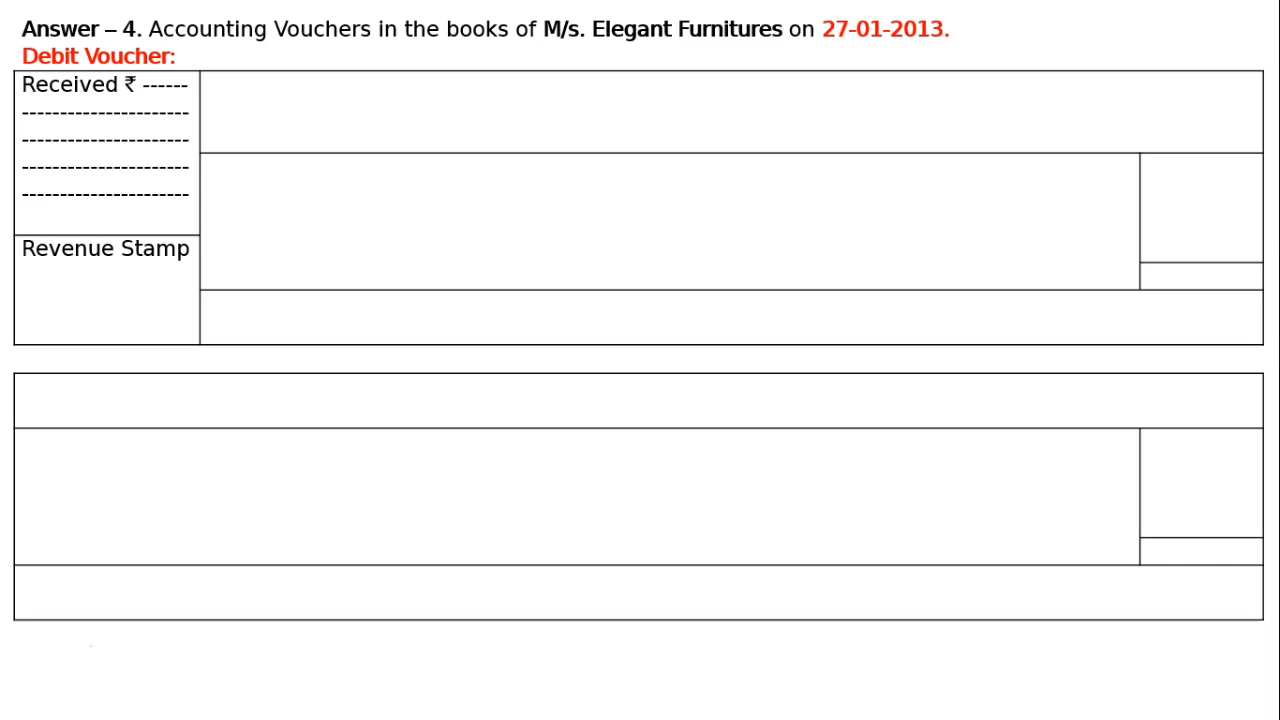 Answer – 4. Accounting Vouchers in the books of M/s. Elegant Furnitures on 27-01-2013.
Debit Voucher:
Received ₹ ------
----------------------
----------------------
----------------------
----------------------
Revenue Stamp